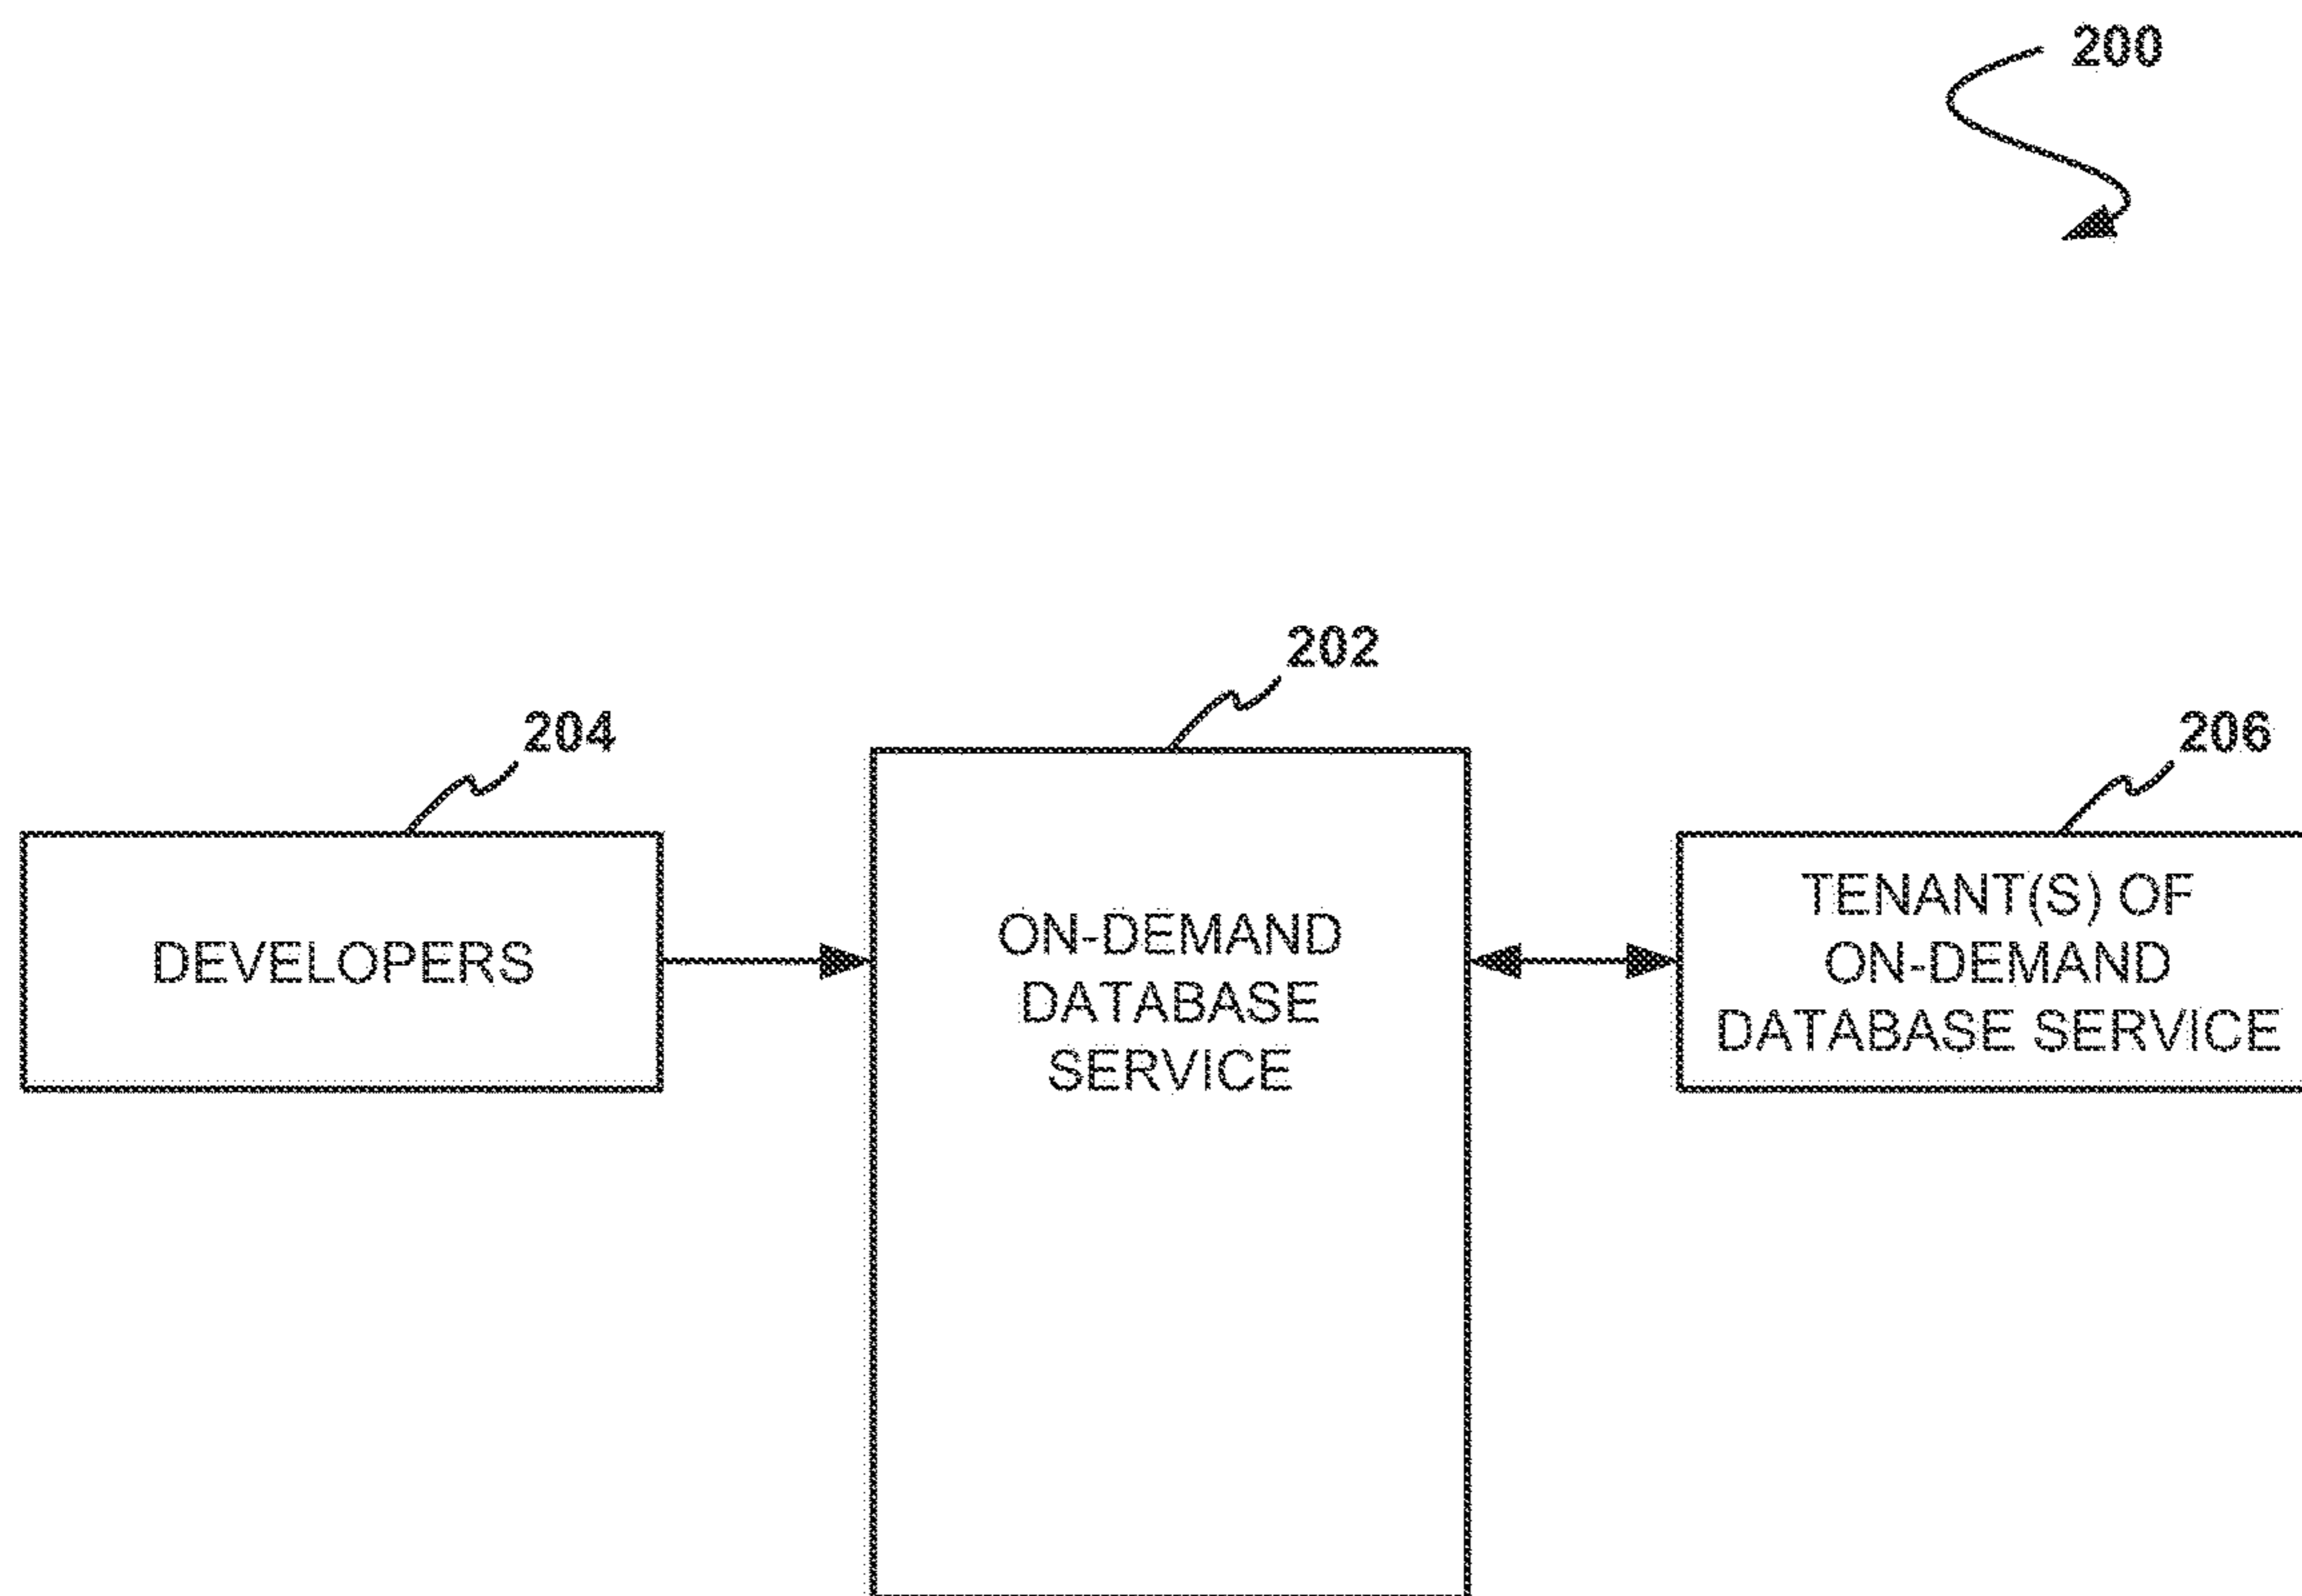 200
202
204
206
DEVELOPERS
ON-DEMAND
DATABASE
SERVICE
TENANT(S) OF
ON-DEMAND
DATABASE SERVICE